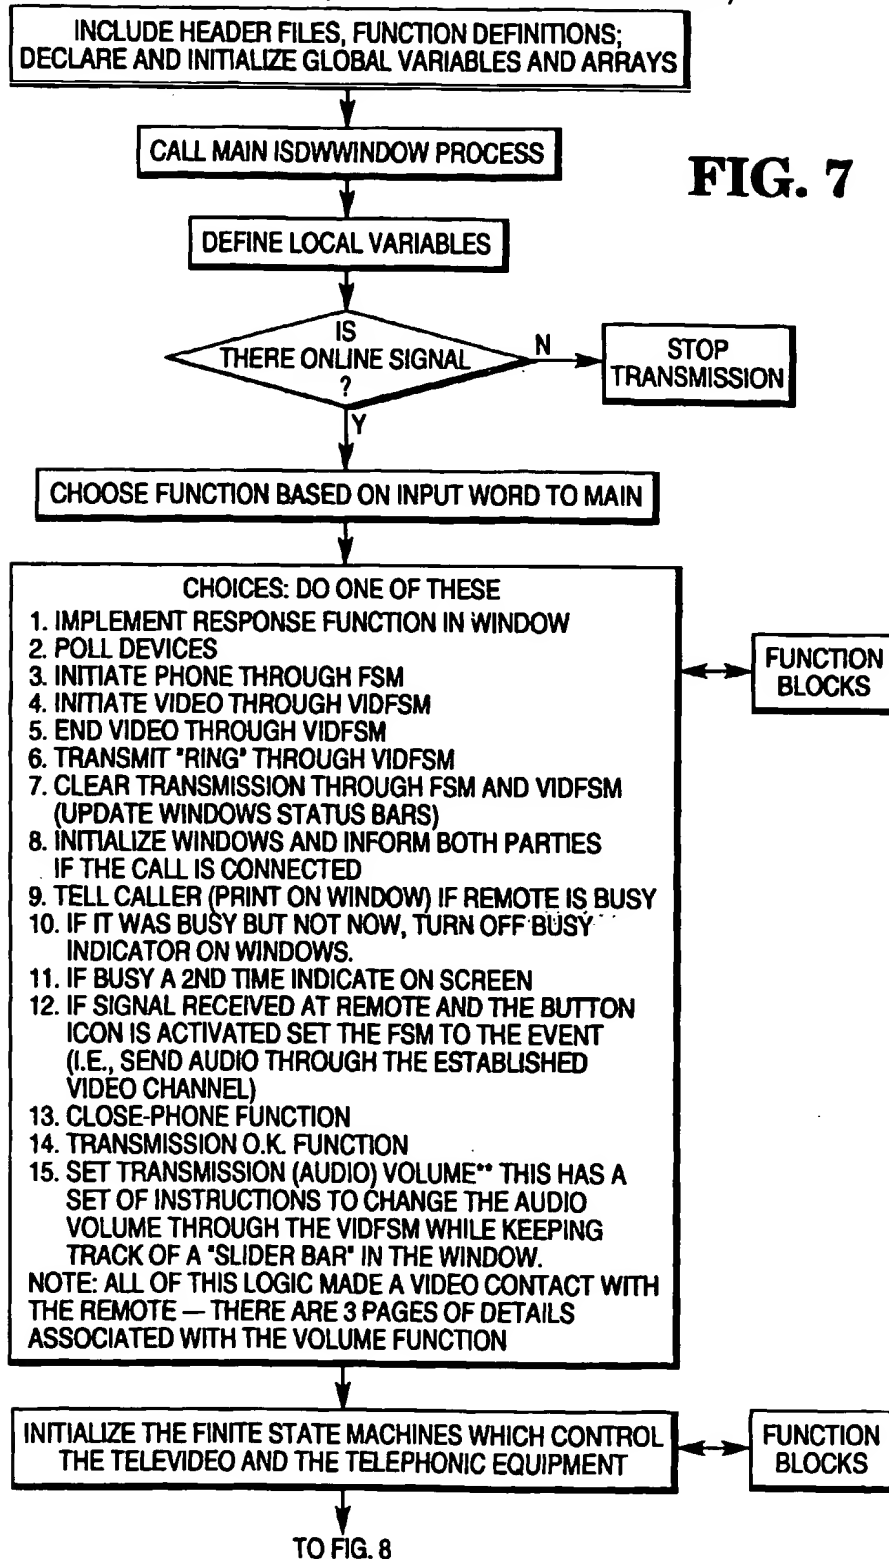 INCLUDE HEADER FILES, FUNCTION DEFINITIONS;
DECLARE AND INITIALIZE GLOBAL VARIABLES AND ARRAYS
CALL MAIN ISDWWINDOW PROCESS
FIG. 7
DEFINE LOCAL VARIABLES
IS
THERE ONLINE SIGNAL
?
N
STOP
TRANSMISSION
Y
CHOOSE FUNCTION BASED ON INPUT WORD TO MAIN
CHOICES: DO ONE OF THESE
1. IMPLEMENT RESPONSE FUNCTION IN WINDOW
2. POLL DEVICES
3. INITIATE PHONE THROUGH FSM
4. INITIATE VIDEO THROUGH VIDFSM
5. END VIDEO THROUGH VIDFSM
6. TRANSMIT "RING" THROUGH VIDFSM
7. CLEAR TRANSMISSION THROUGH FSM AND VIDFSM
(UPDATE WINDOWS STATUS BARS)
8. INITIALIZE WINDOWS AND INFORM BOTH PARTIES
IF THE CALL IS CONNECTED
9. TELL CALLER (PRINT ON WINDOW) IF REMOTE IS BUSY
10. IF IT WAS BUSY BUT NOT NOW, TURN OFF BUSY
INDICATOR ON WINDOWS.
11. IF BUSY A 2ND TIME INDICATE ON SCREEN
12. IF SIGNAL RECEIVED AT REMOTE AND THE BUTTON
ICON IS ACTIVATED SET THE FSM TO THE EVENT
(I.E., SEND AUDIO THROUGH THE ESTABLISHED
VIDEO CHANNEL)
13. CLOSE-PHONE FUNCTION
14. TRANSMISSION O.K. FUNCTION
15. SET TRANSMISSION (AUDIO) VOLUME** THIS HAS A
SET OF INSTRUCTIONS TO CHANGE THE AUDIO
VOLUME THROUGH THE VIDFSM WHILE KEEPING
TRACK OF A "SLIDER BAR" IN THE WINDOW.
NOTE: ALL OF THIS LOGIC MADE A VIDEO CONTACT WITH
THE REMOTE — THERE ARE 3 PAGES OF DETAILS
ASSOCIATED WITH THE VOLUME FUNCTION
FUNCTION
BLOCKS
INITIALIZE THE FINITE STATE MACHINES WHICH CONTROL
THE TELEVIDEO AND THE TELEPHONIC EQUIPMENT
FUNCTION
BLOCKS
TO FIG. 8